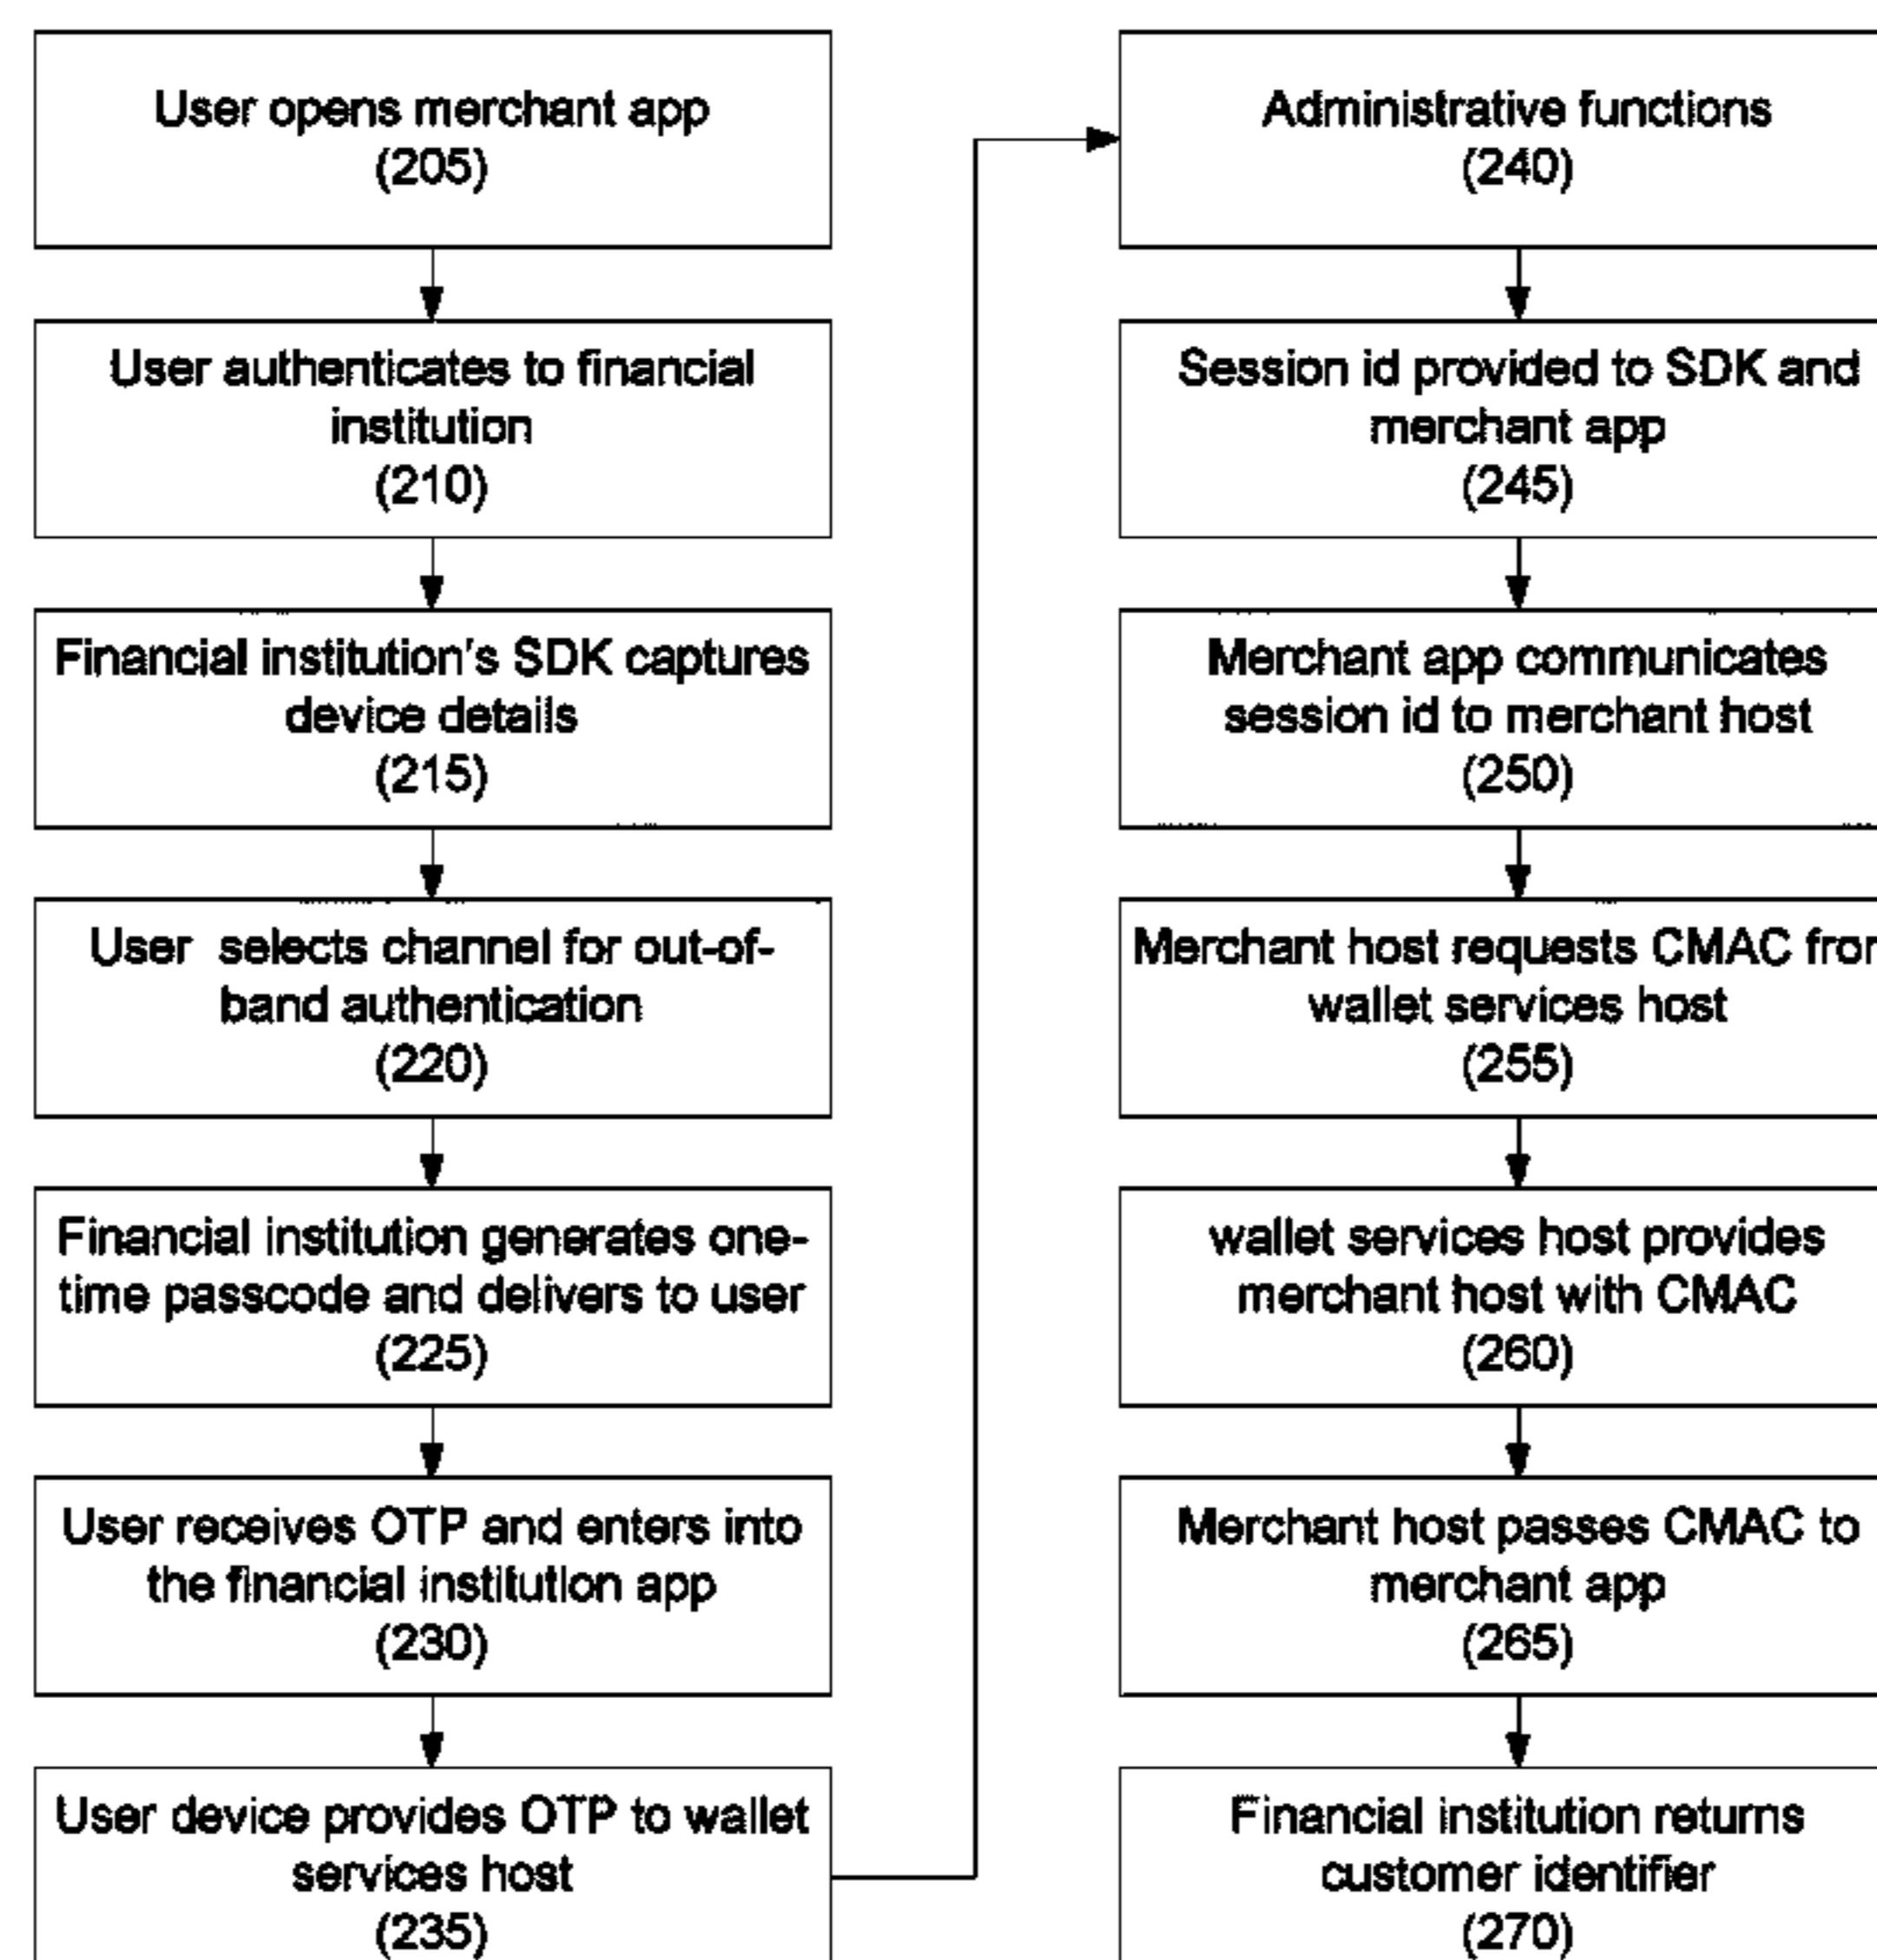 User opens merchant app
(205)
User authenticates to financial
institution
(210)
Financial institution's SDK captures
device details
(215)
User selects channel for out-of-
band authentication
(220)
Financial institution generates one-
time passcode and delivers to user
(225)
User receives OTP and enters into
the financial institution app
(230)
User device provides OTP to wallet
services host
(235)
Administrative functions
(240)
Session id provided to SDK and
merchant app
(245)
Merchant app communicates
session id to merchant host
(250)
Merchant host requests CMAC
wallet services host
(255)
wallet services host provides
merchant host with CMAC
(260)
Merchant host passes CMAC to
merchant app
(265)
Financial institution returns
customer identifier
(270)